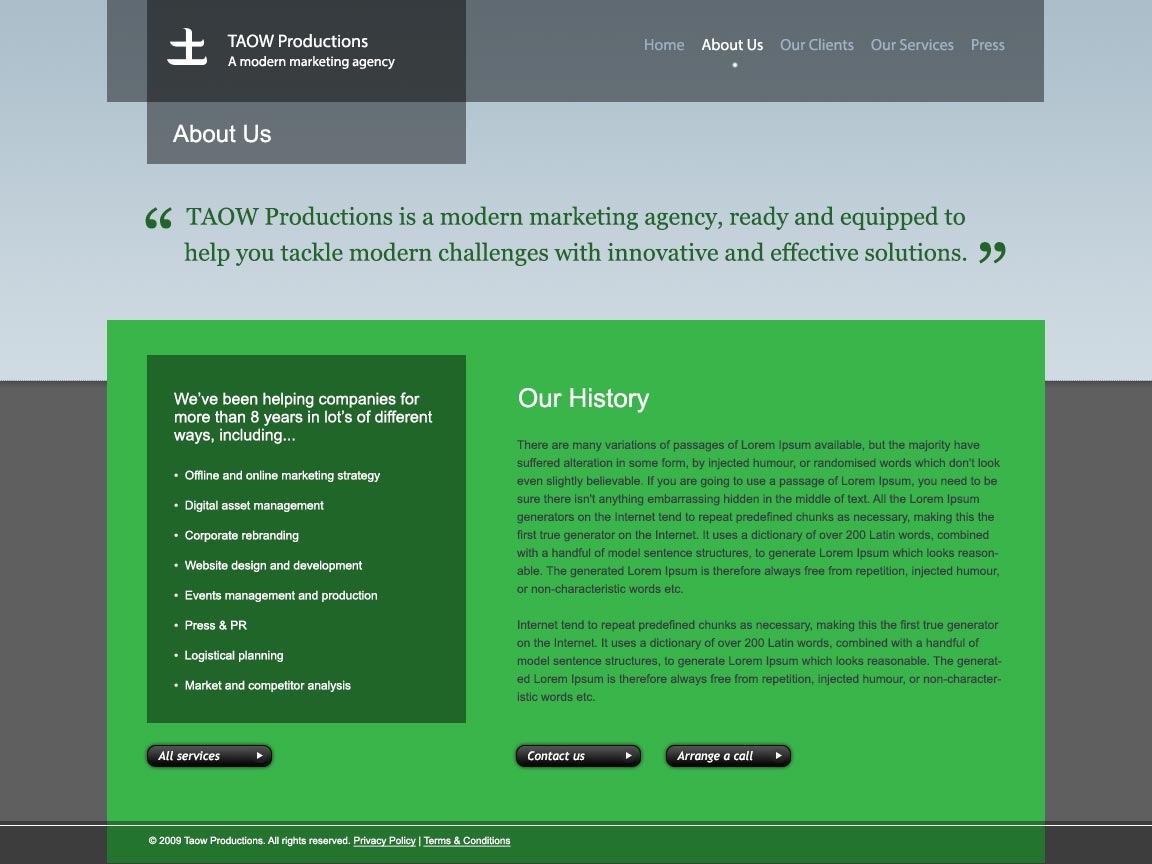 TAOW Productions
A modern marketing agency
Home About Us Our Clients Our Services Press
About Us
“ TAOW Productions is a modern marketing agency, ready and equipped to
help you tackle modern challenges with innovative and effective solutions. ”
We’ve been helping companies for
more than 8 years in lot’s of different
ways, including...
• Offline and online marketing strategy
• Digital asset management
• Corporate rebranding
• Website design and development
• Events management and production
• Press & PR
• Logistical planning
• Market and competitor analysis
All services
Our History
There are many variations of passages of Lorem Ipsum available, but the majority have
suffered alteration in some form, by injected humour, or randomised words which don't look
even slightly believable. If you are going to use a passage of Lorem Ipsum, you need to be
sure there isn't anything embarrassing hidden in the middle of text. All the Lorem Ipsum
generators on the Internet tend to repeat predefined chunks as necessary, making this the
first true generator on the Internet. It uses a dictionary of over 200 Latin words, combined
with a handful of model sentence structures, to generate Lorem Ipsum which looks reason-
able. The generated Lorem Ipsum is therefore always free from repetition, injected humour,
or non-characteristic words etc.
Internet tend to repeat predefined chunks as necessary, making this the first true generator
on the Internet. It uses a dictionary of over 200 Latin words, combined with a handful of
model sentence structures, to generate Lorem Ipsum which looks reasonable. The generat-
ed Lorem Ipsum is therefore always free from repetition, injected humour, or non-character-
istic words etc.
Contact us
Arrange a call
© 2009 Taow Productions. All rights reserved. Privacy Policy | Terms & Conditions